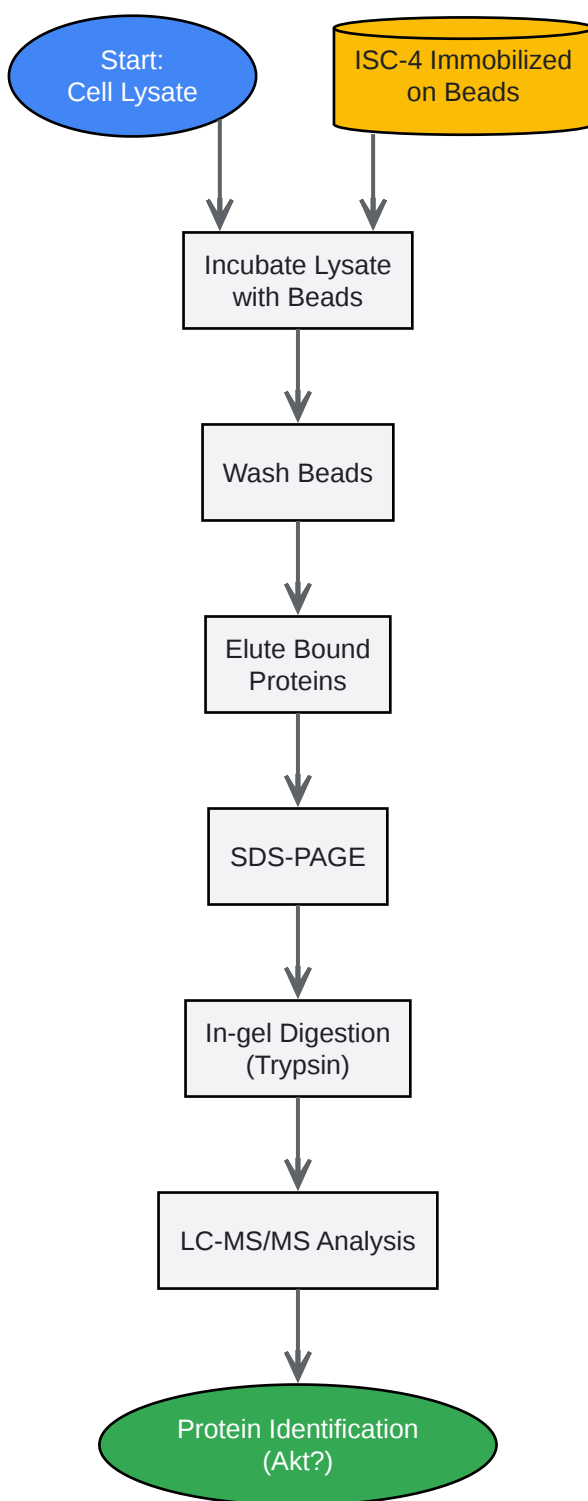 Start:
Cell Lysate
ISC-4 Immobilized
on Beads
Incubate Lysate
with Beads
Wash Beads
Elute Bound
Proteins
SDS-PAGE
In-gel Digestion
(Trypsin)
LC-MS/MS Analysis
Protein Identification
(Akt?)